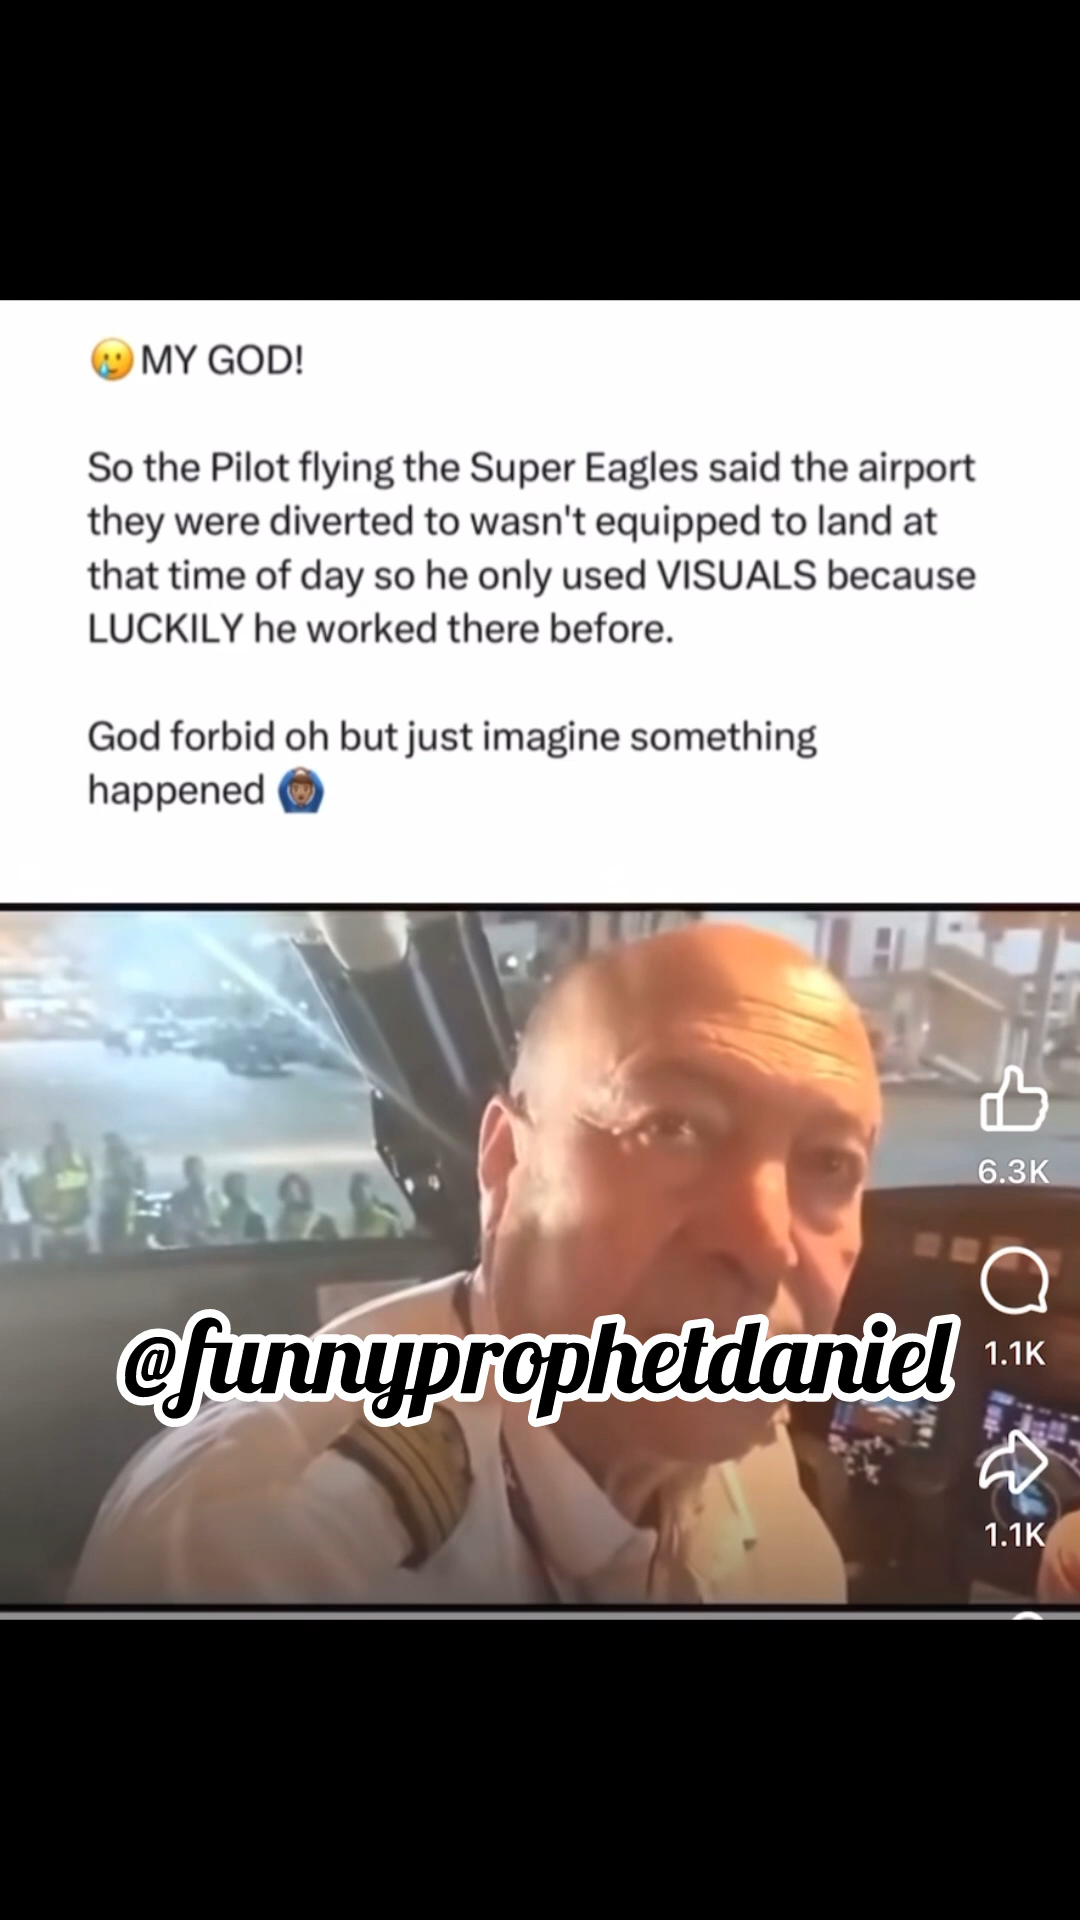 🥲MY GOD!
So the Pilot flying the Super Eagles said the airport
they were diverted to wasn't equipped to land at
that time of day so he only used VISUALS because
LUCKILY he worked there before.
God forbid oh but just imagine something
happened 🙆🏽‍♂️
6.3K
@funnyprophetdaniel
1.1K
1.1K